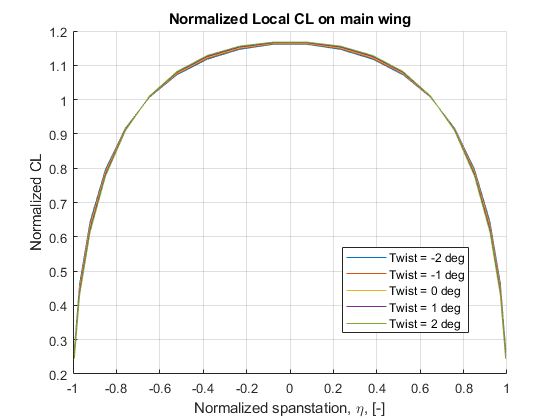 Normalized Local CL on main wing
1.2
1.1
1
0.9
0.8
0.7
0.6
0.5
0.4
0.3
0.2
Normalized CL
Twist = -2 deg
Twist = -1 deg
Twist = 0 deg
Twist = 1 deg
Twist = 2 deg
-1 -0.8 -0.6 -0.4 -0.2 0 0.2 0.4 0.6 0.8 1
Normalized spanstation, η, [-]